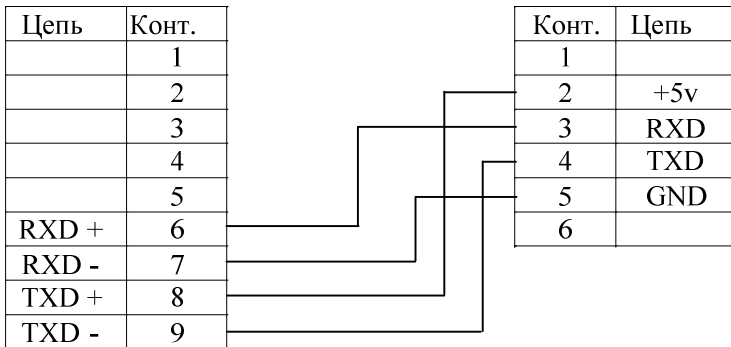 Цепь Конт.
1
2
3
4
5
RXD + 6
RXD - 7
TXD + 8
TXD - 9
Конт. Цепь
1
2 +5v
3 RXD
4 TXD
5 GND
6